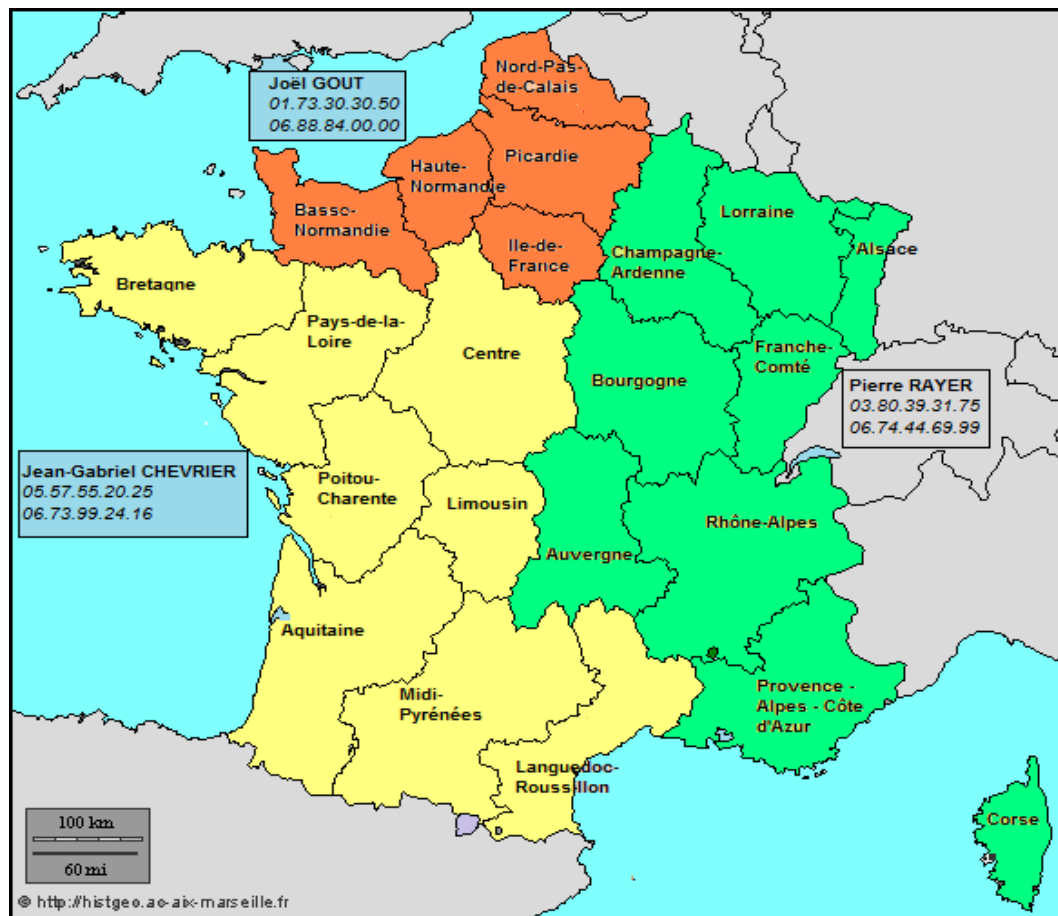 Nord-Pas-
de-Calais
Joël GOUT
01.73.30.30.50
06.88.84.00.00
Picardie
Haute-
Normandie
Basse-
Normandie
Ile-de-
France
Lorraine
Alsace
Champagne-
Ardenne
Bretagne
Pays-de-la-
Loire
Centre
Franche-
Comté
Bourgogne
Pierre RAYER
03.80.39.31.75
06.74.44.69.99
Jean-Gabriel CHEVRIER
05.57.55.20.25
06.73.99.24.16
Poitou-
Charente
Limousin
Rhône-Alpes
Auvergne
Aquitaine
Midi-
Pyrénées
Provence -
Alpes - Côte
d'Azur
Languedoc-
Roussillon
Corse
100 km
60 mi
© http://histgeo.ac-aix-marseille.fr